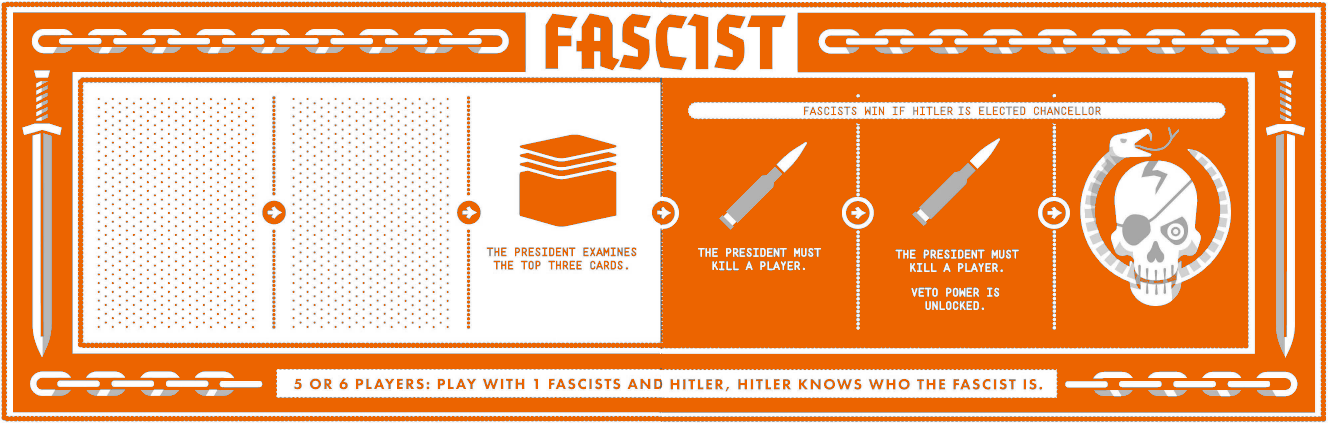 FASCIST
FASCISTS WIN IF HITLER IS ELECTED CHANCELLOR
THE PRESIDENT EXAMINES
THE TOP THREE CARDS.
THE PRESIDENT MUST
KILL A PLAYER.
THE PRESIDENT MUST
KILL A PLAYER.
VETO POWER IS
UNLOCKED.
5 OR 6 PLAYERS: PLAY WITH 1 FASCISTS AND HITLER, HITLER KNOWS WHO THE FASCIST IS.